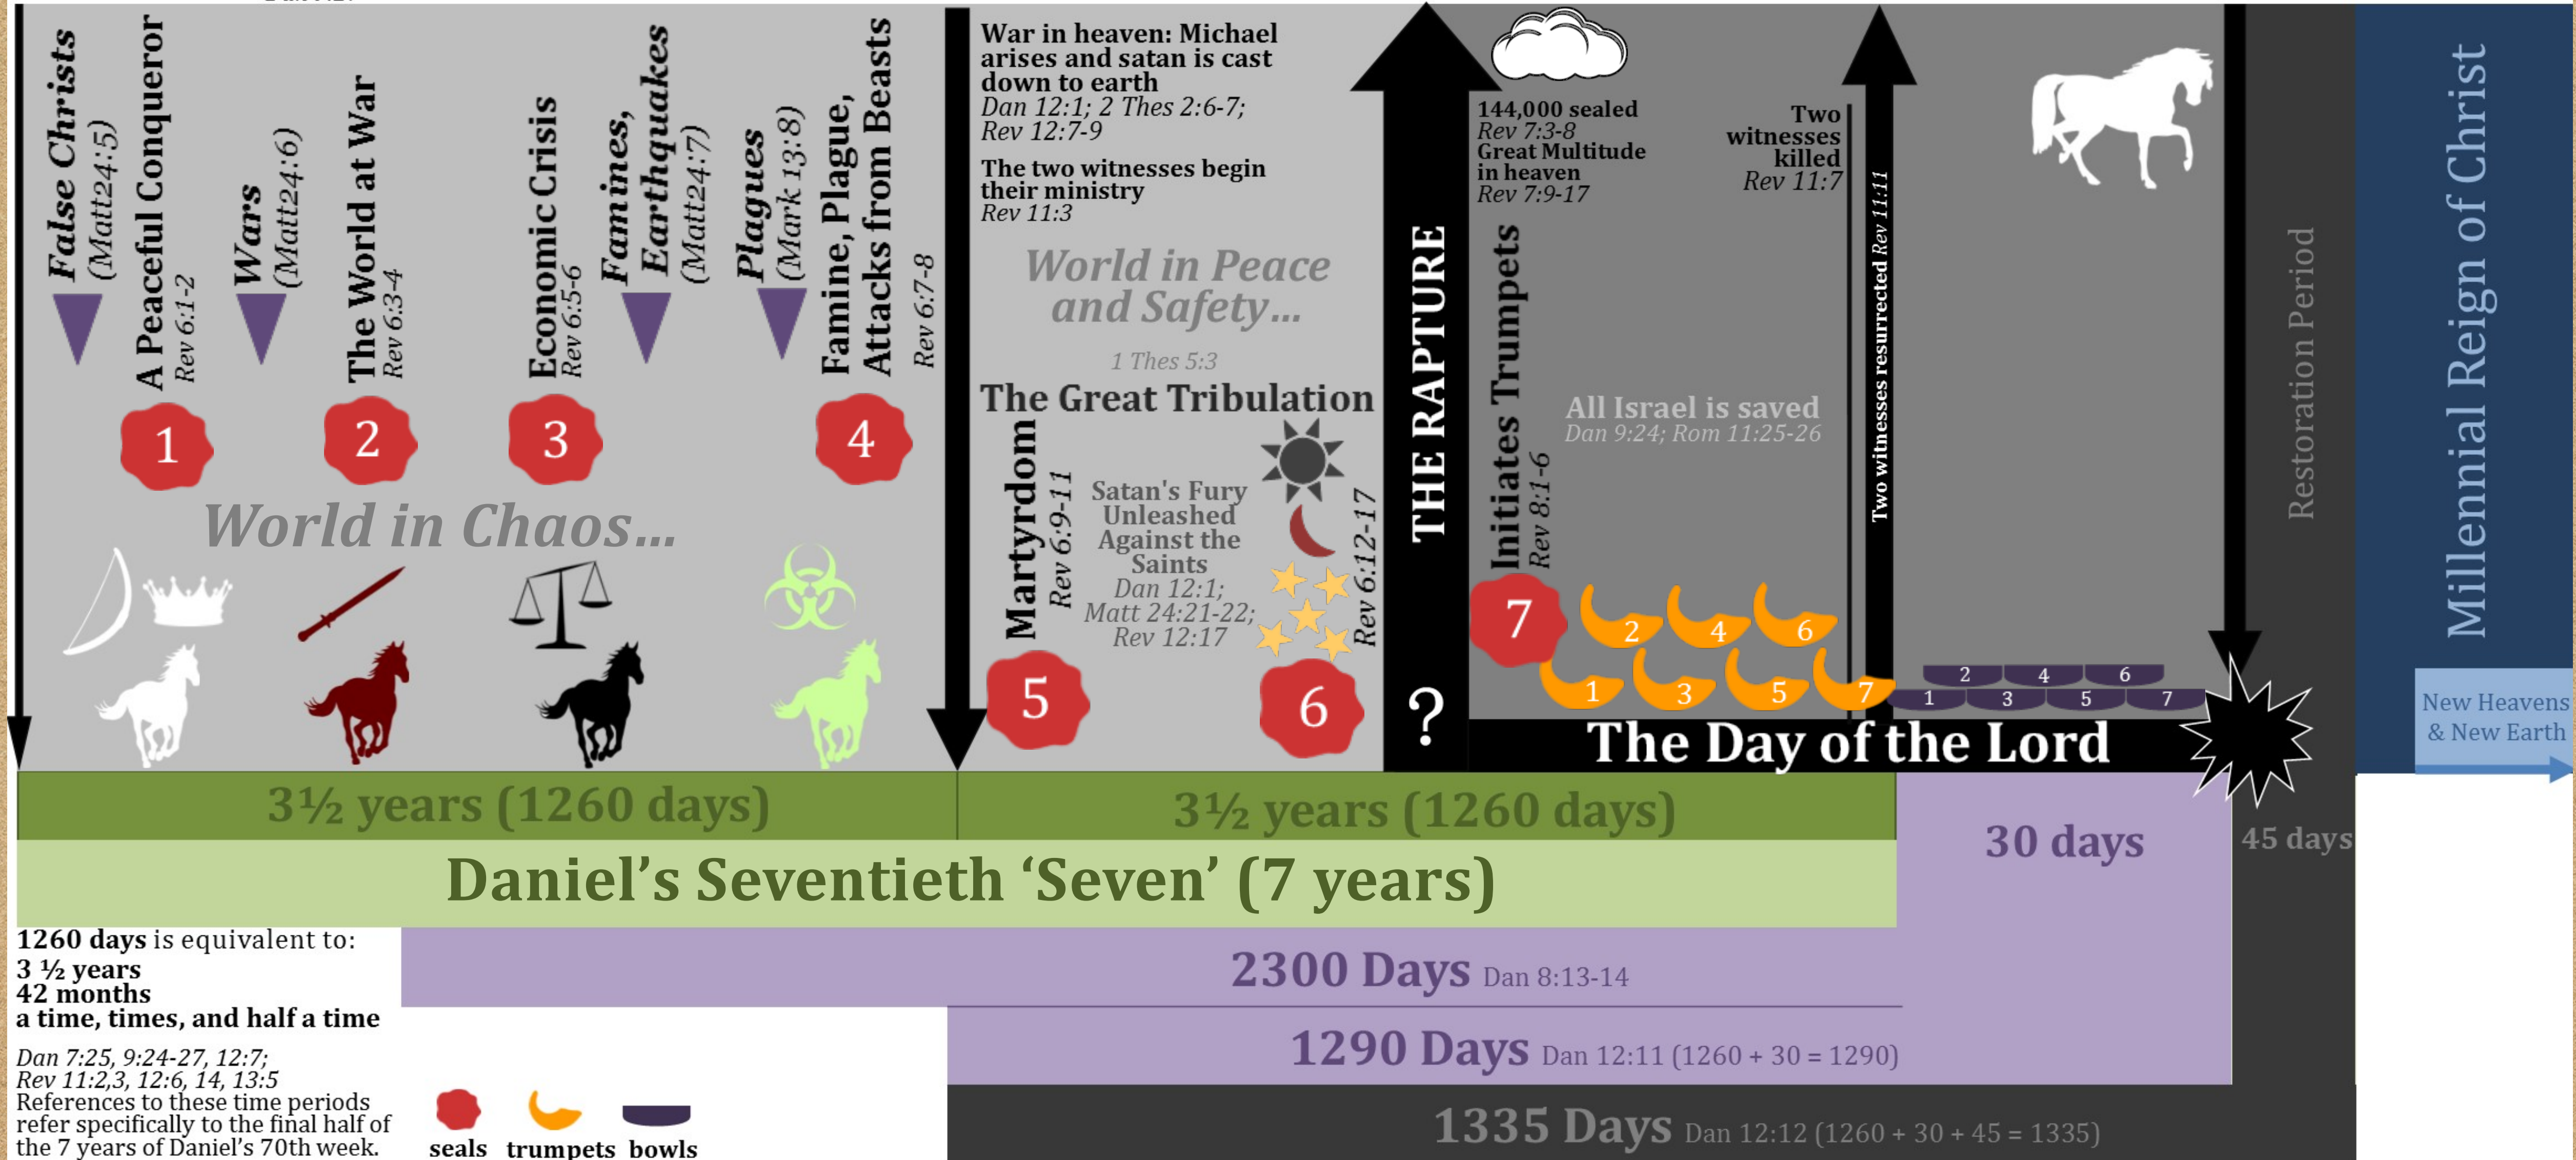 False Christs
(Matt24:5)
A Peaceful Conqueror
Rev 6:1-2
Wars
(Matt24:6)
The World at War
Rev 6:3-4
Economic Crisis
Rev 6:5-6
Famines,
Earthquakes
(Matt24:7)
Plagues
(Mark 13:8)
Famine, Plague,
Attacks from Beasts
Rev 6:7-8
1
2
3
4
World in Chaos...
War in heaven: Michael
arises and satan is cast
down to earth
Dan 12:1; 2 Thes 2:6-7;
Rev 12:7-9
The two witnesses begin
their ministry
Rev 11:3
World in Peace
and Safety...
1 Thes 5:3
The Great Tribulation
Martyrdom
Rev 6:9-11
Satan's Fury
Unleashed
Against the
Saints
Dan 12:1;
Matt 24:21-22;
Rev 12:17
Rev 6:12-17
5
6
THE RAPTURE
?
144,000 sealed
Rev 7:3-8
Great Multitude
in heaven
Rev 7:9-17
Initiates Trumpets
Rev 8:1-6
7
Two
witnesses
killed
Rev 11:7
Two witnesses resurrected Rev 11:11
All Israel is saved
Dan 9:24; Rom 11:25-26
2 4 6
1 3 5 7
2 4 6
1 3 5 7
The Day of the Lord
Restoration Period
Millennial Reign of Christ
New Heavens
& New Earth
3½ years (1260 days)
3½ years (1260 days)
30 days
45 days
Daniel’s Seventieth ‘Seven’ (7 years)
2300 Days Dan 8:13-14
1290 Days Dan 12:11 (1260 + 30 = 1290)
1335 Days Dan 12:12 (1260 + 30 + 45 = 1335)
1260 days is equivalent to:
3 ½ years
42 months
a time, times, and half a time
Dan 7:25, 9:24-27, 12:7;
Rev 11:2,3, 12:6, 14, 13:5
References to these time periods
refer specifically to the final half of
the 7 years of Daniel’s 70th week.
seals trumpets bowls